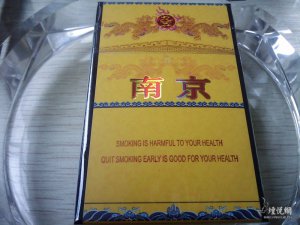 南京
SMOKING IS HARMFUL TO YOUR HEALTH
QUIT SMOKING EARLY IS GOOD FOR YOUR HEALTH